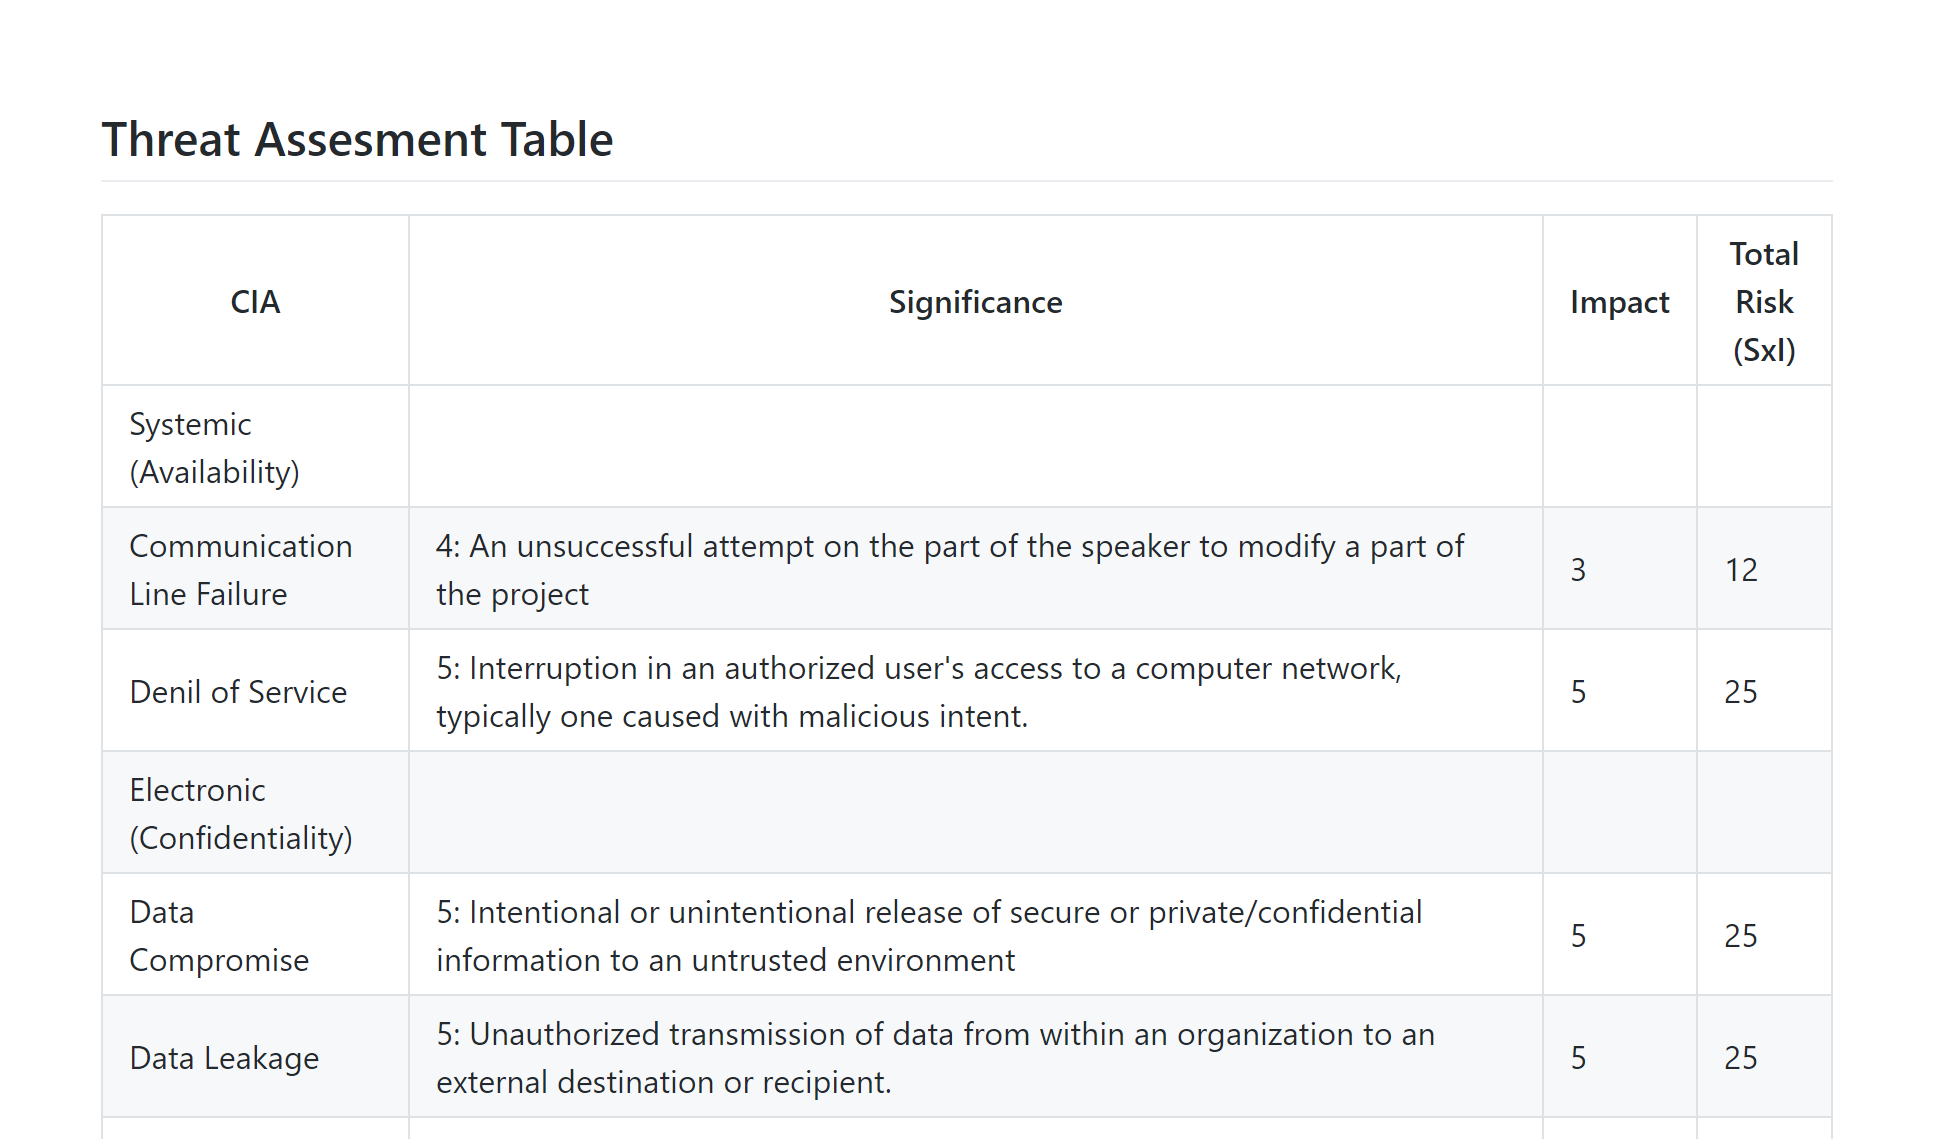 Threat Assesment Table
CIA
Significance
Impact
Total
Risk
(SxI)
Systemic
(Availability)
Communication
Line Failure
4: An unsuccessful attempt on the part of the speaker to modify a part of
the project
3
12
Denil of Service
5: Interruption in an authorized user's access to a computer network,
typically one caused with malicious intent.
5
25
Electronic
(Confidentiality)
Data
Compromise
5: Intentional or unintentional release of secure or private/confidential
information to an untrusted environment
5
25
Data Leakage
5: Unauthorized transmission of data from within an organization to an
external destination or recipient.
5
25